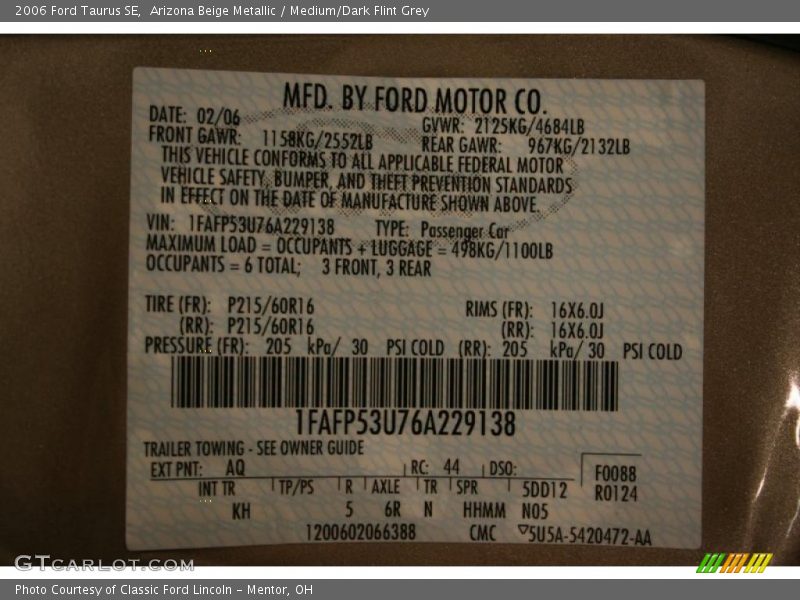 2006 Ford Taurus SE, Arizona Beige Metallic / Medium/Dark Flint Grey
MFD. BY FORD MOTOR CO.
DATE: 02/06 GVWR: 2125KG/4684LB
FRONT GAWR: 1158KG/2552LB REAR GAWR: 967KG/2132LB
THIS VEHICLE CONFORMS TO ALL APPLICABLE FEDERAL MOTOR
VEHICLE SAFETY, BUMPER, AND THEFT PREVENTION STANDARDS
IN EFFECT ON THE DATE OF MANUFACTURE SHOWN ABOVE.
VIN: 1FAFP53U76A229138 TYPE: Passenger Car
MAXIMUM LOAD = OCCUPANTS + LUGGAGE = 498KG/1100LB
OCCUPANTS = 6 TOTAL; 3 FRONT, 3 REAR
TIRE (FR): P215/60R16 RIMS (FR): 16X6.0J
(RR): P215/60R16 (RR): 16X6.0J
PRESSURE (FR): 205 kPa/ 30 PSI COLD (RR): 205 kPa/ 30 PSI COLD
1FAFP53U76A229138
TRAILER TOWING - SEE OWNER GUIDE
EXT PNT: AQ RC: 44 DSO: F0088
INT TR TP/PS R AXLE TR SPR 5DD12 R0124
KH 5 6R N HHMM N05
1200602066388 CMC ▽5U5A-5420472-AA
GTCARLOT.COM
Photo Courtesy of Classic Ford Lincoln - Mentor, OH